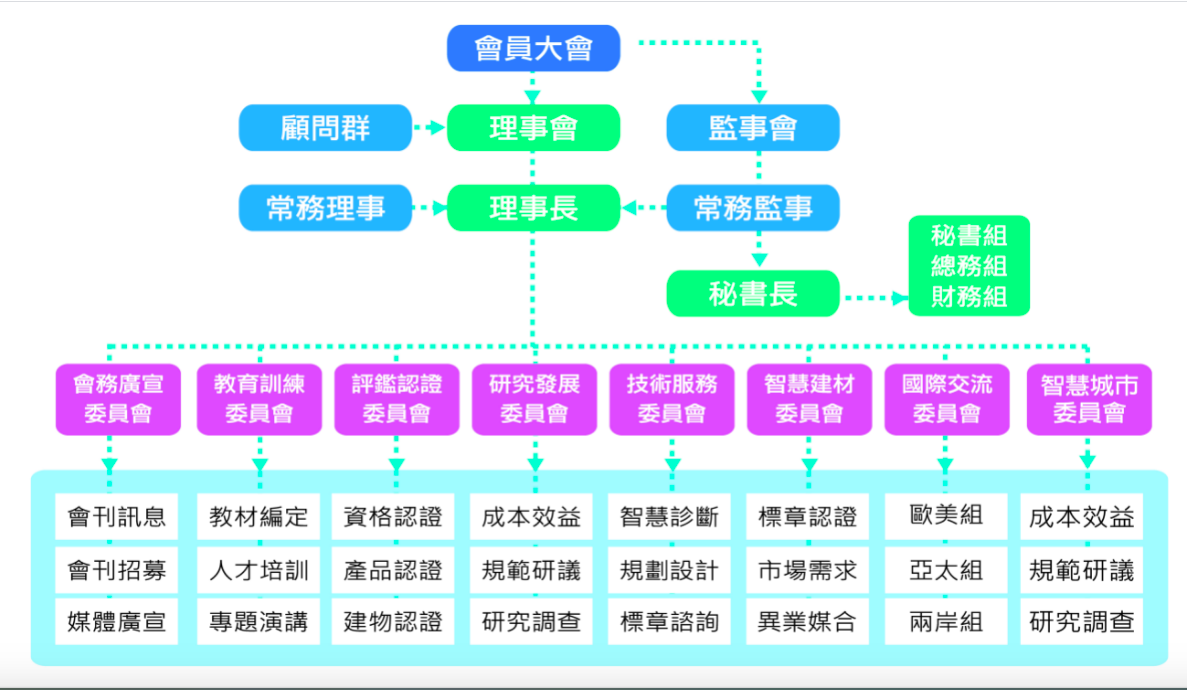 會員大會
顧問群
理事會
監事會
常務理事
理事長
常務監事
秘書組
總務組
財務組
秘書長
會務廣宣
委員會
教育訓練
委員會
評鑑認證
委員會
研究發展
委員會
技術服務
委員會
智慧建材
委員會
國際交流
委員會
智慧城市
委員會
會刊訊息
教材編定
資格認證
成本效益
智慧診斷
標章認證
歐美組
成本效益
會刊招募
人才培訓
產品認證
規範研議
規劃設計
市場需求
亞太組
規範研議
媒體廣宣
專題演講
建物認證
研究調查
標章諮詢
異業媒合
兩岸組
研究調查